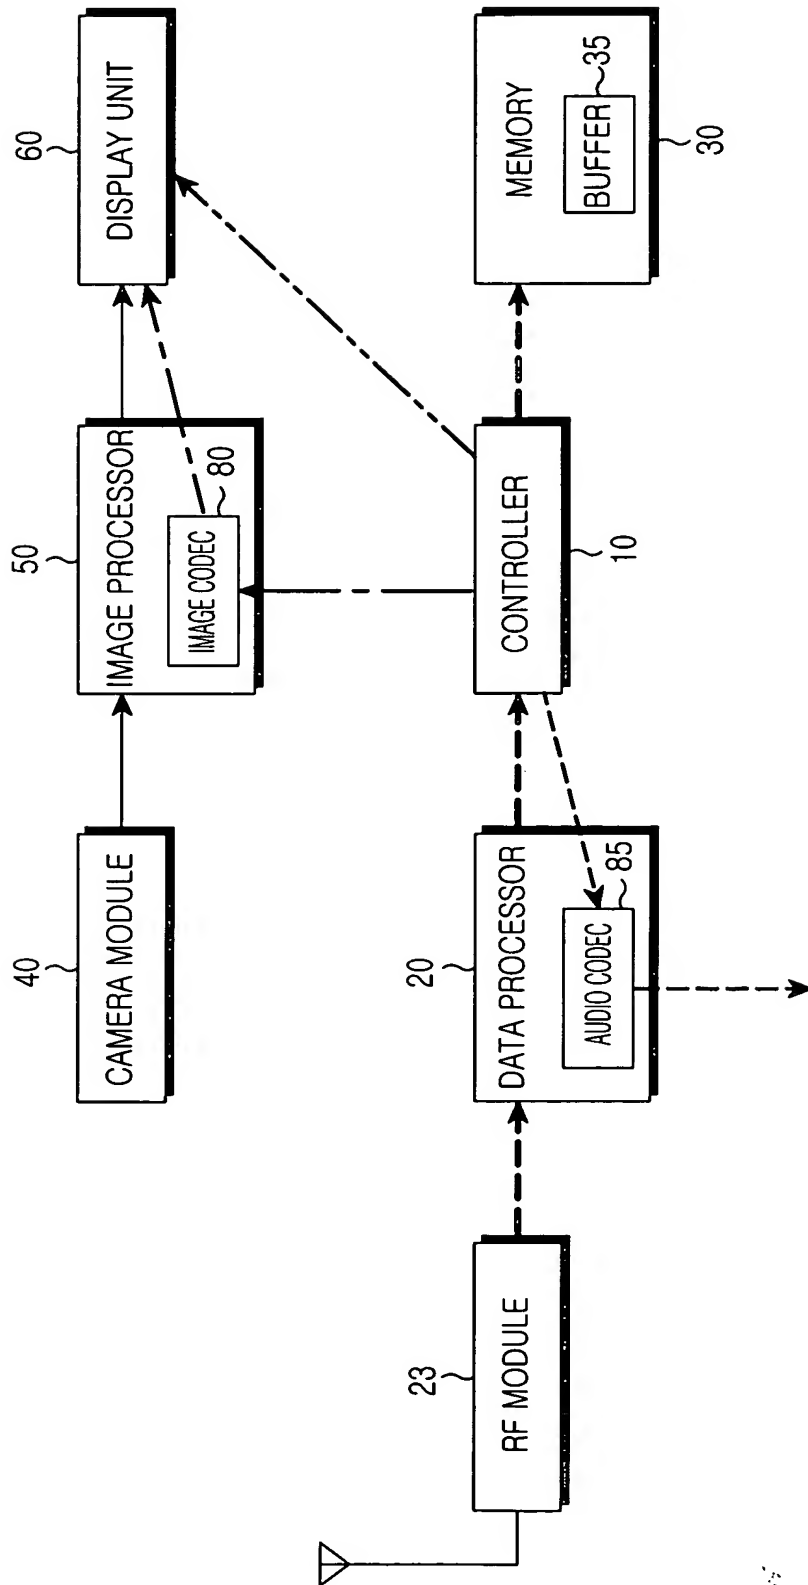 40
CAMERA MODULE
50
IMAGE PROCESSOR
80
IMAGE CODEC
60
DISPLAY UNIT
23
RF MODULE
20
DATA PROCESSOR
85
AUDIO CODEC
CONTROLLER
10
MEMORY
BUFFER
35
30